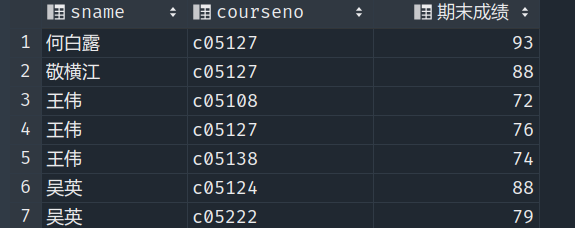 sname courseno 期末成绩
1 何白露 c05127 93
2 敬横江 c05127 88
3 王伟 c05108 72
4 王伟 c05127 76
5 王伟 c05138 74
6 吴英 c05124 88
7 吴英 c05222 79